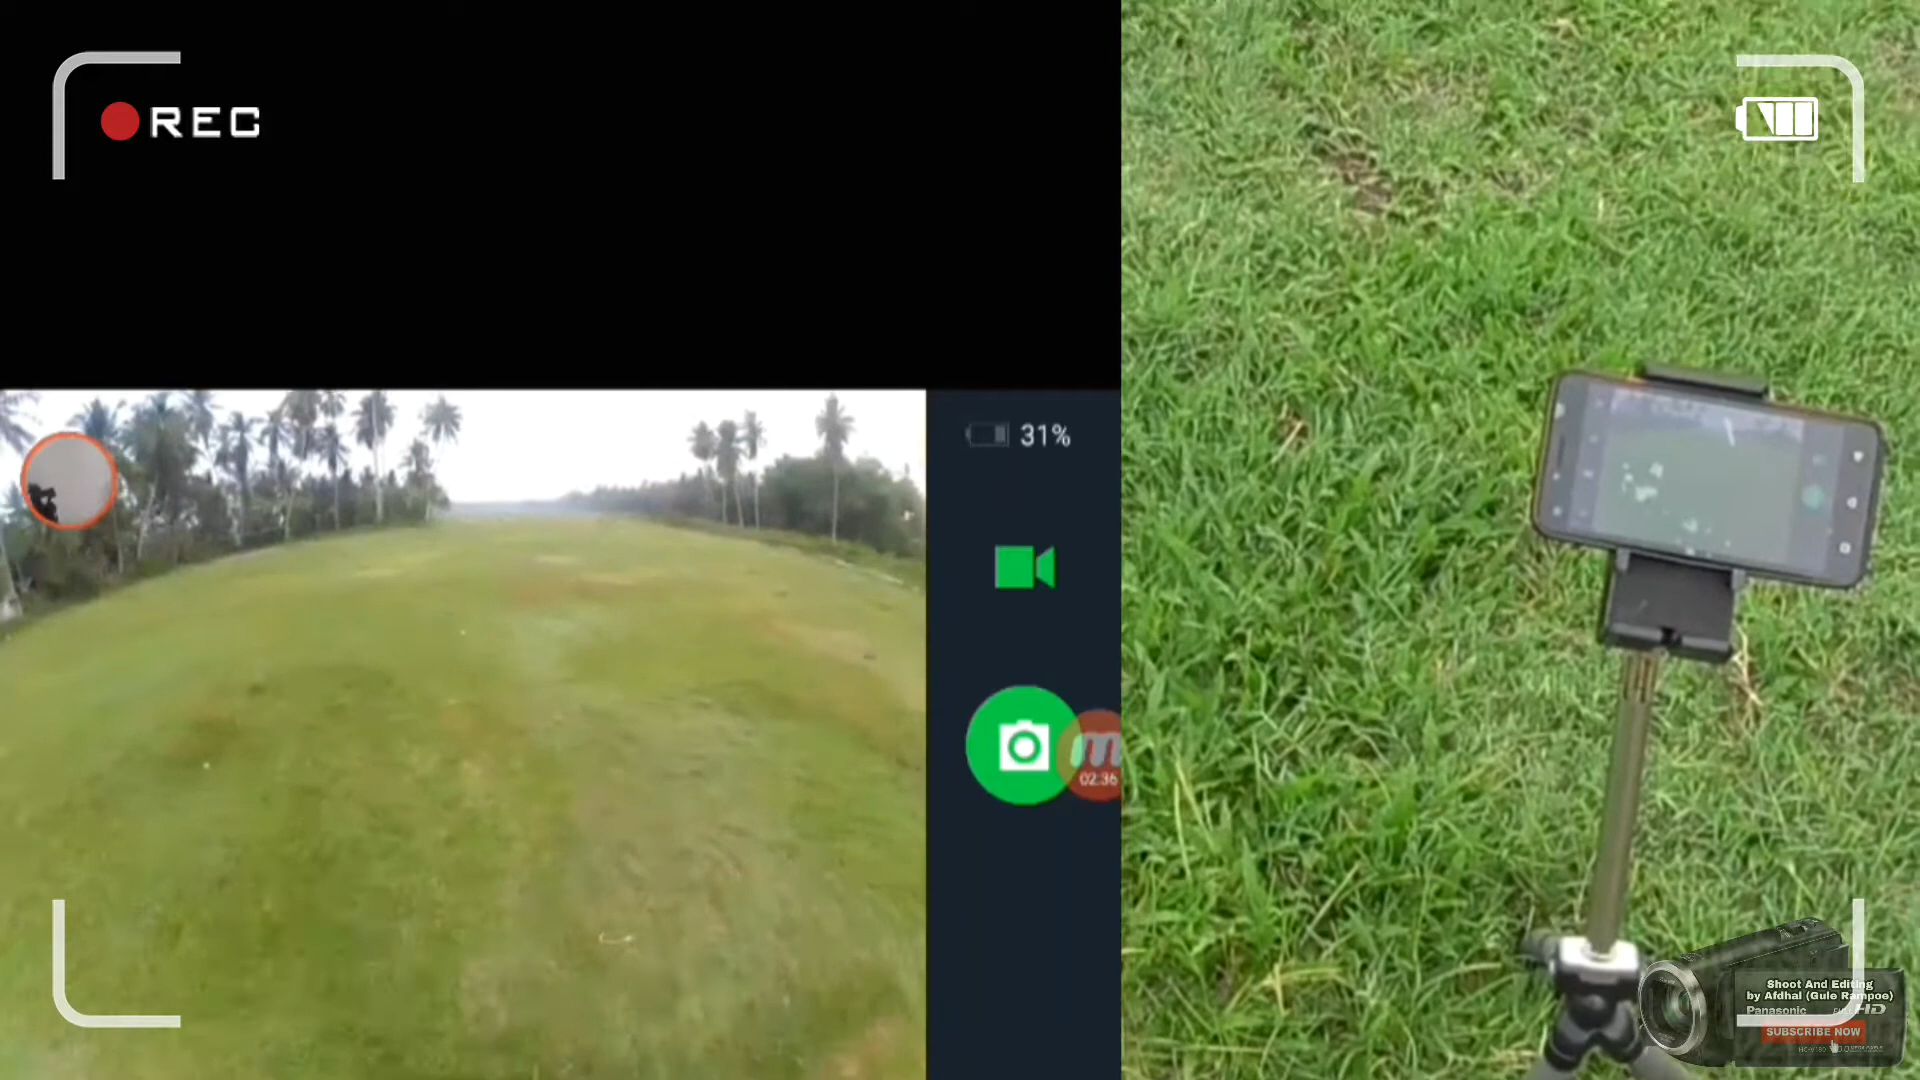 REC
31%
m
02:36
Shoot And Editing
by Afdhal (Gule Rampoe)
Panasonic
HD
SUBSCRIBE NOW